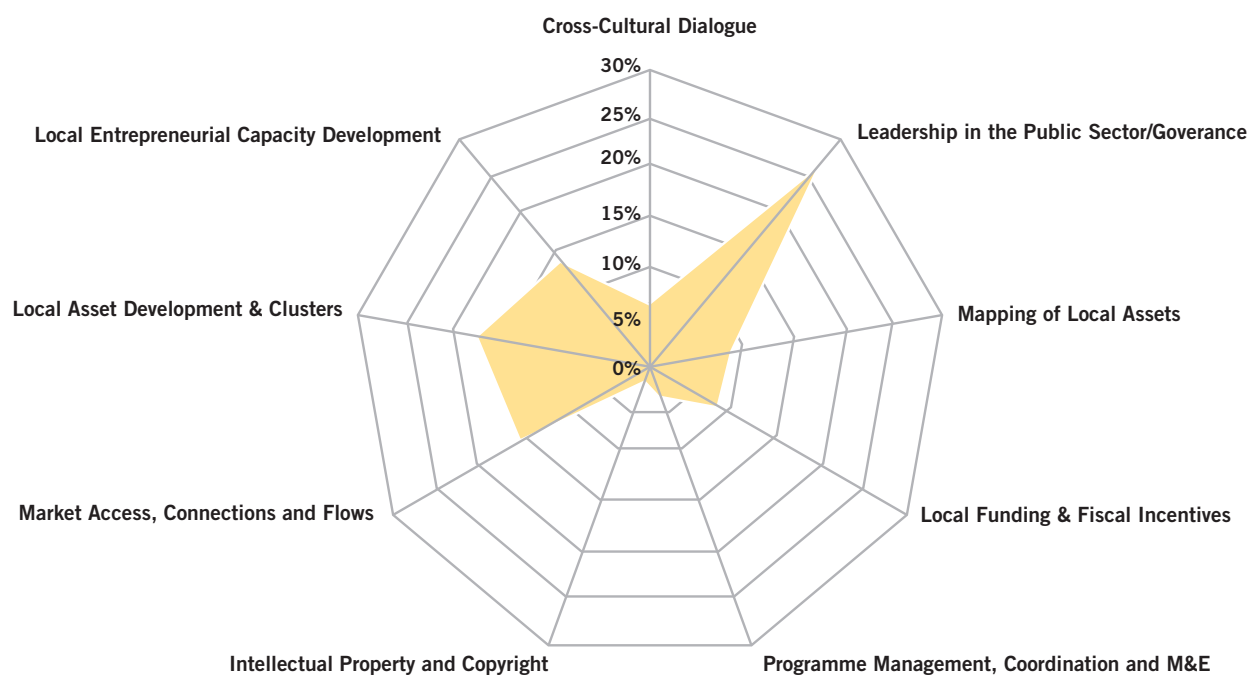 Cross-Cultural Dialogue
30%
25%
20%
15%
10%
5%
0%
Leadership in the Public Sector/Goverance
Mapping of Local Assets
Local Funding & Fiscal Incentives
Programme Management, Coordination and M&E
Intellectual Property and Copyright
Market Access, Connections and Flows
Local Asset Development & Clusters
Local Entrepreneurial Capacity Development